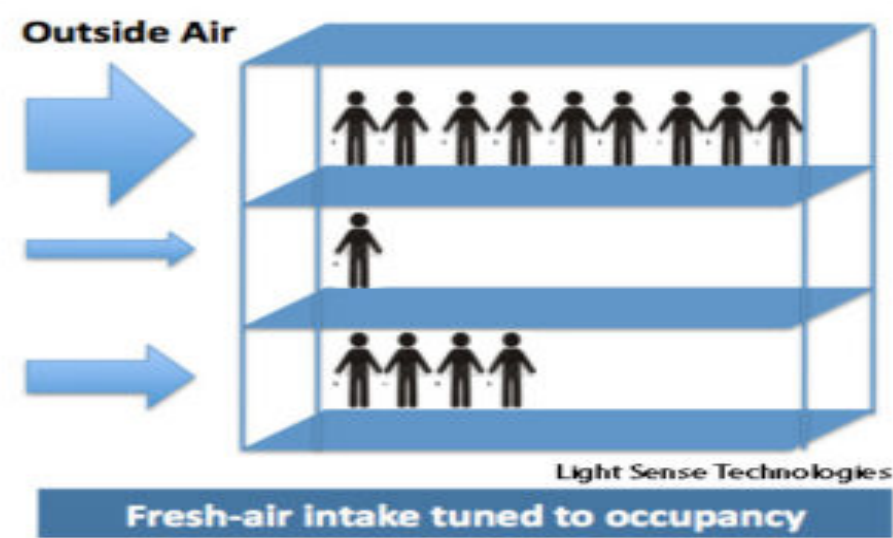 Outside Air
Light Sense Technologies
Fresh-air intake tuned to occupancy